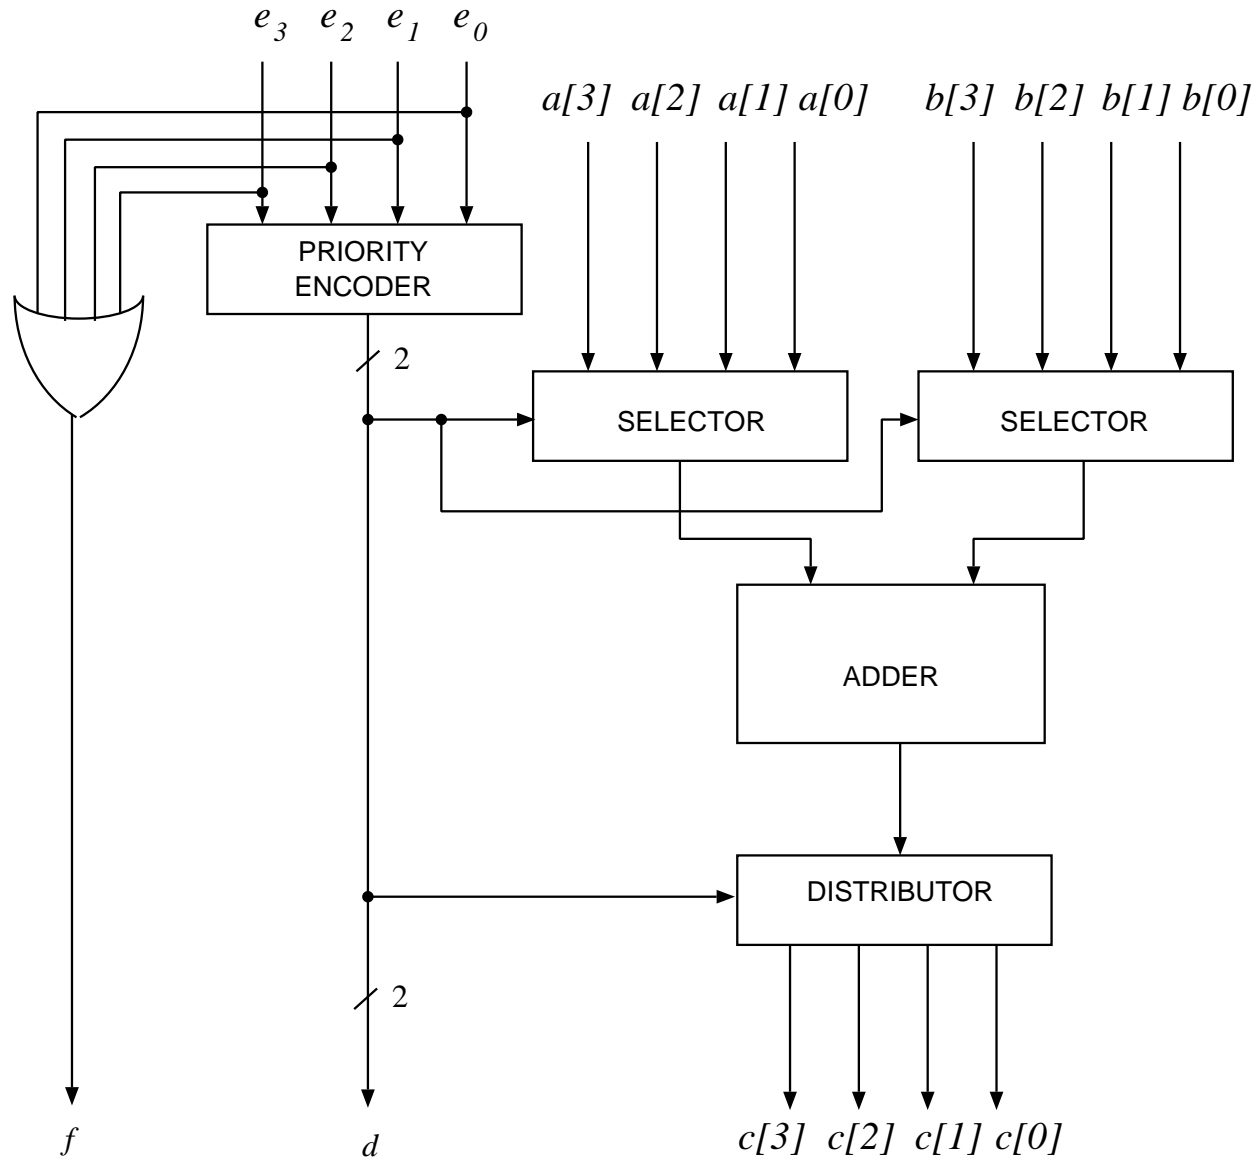 e3 e2 e1 e0
a[3] a[2] a[1] a[0] b[3] b[2] b[1] b[0]
PRIORITY
ENCODER
2
SELECTOR
SELECTOR
ADDER
DISTRIBUTOR
2
f
d
c[3] c[2] c[1] c[0]